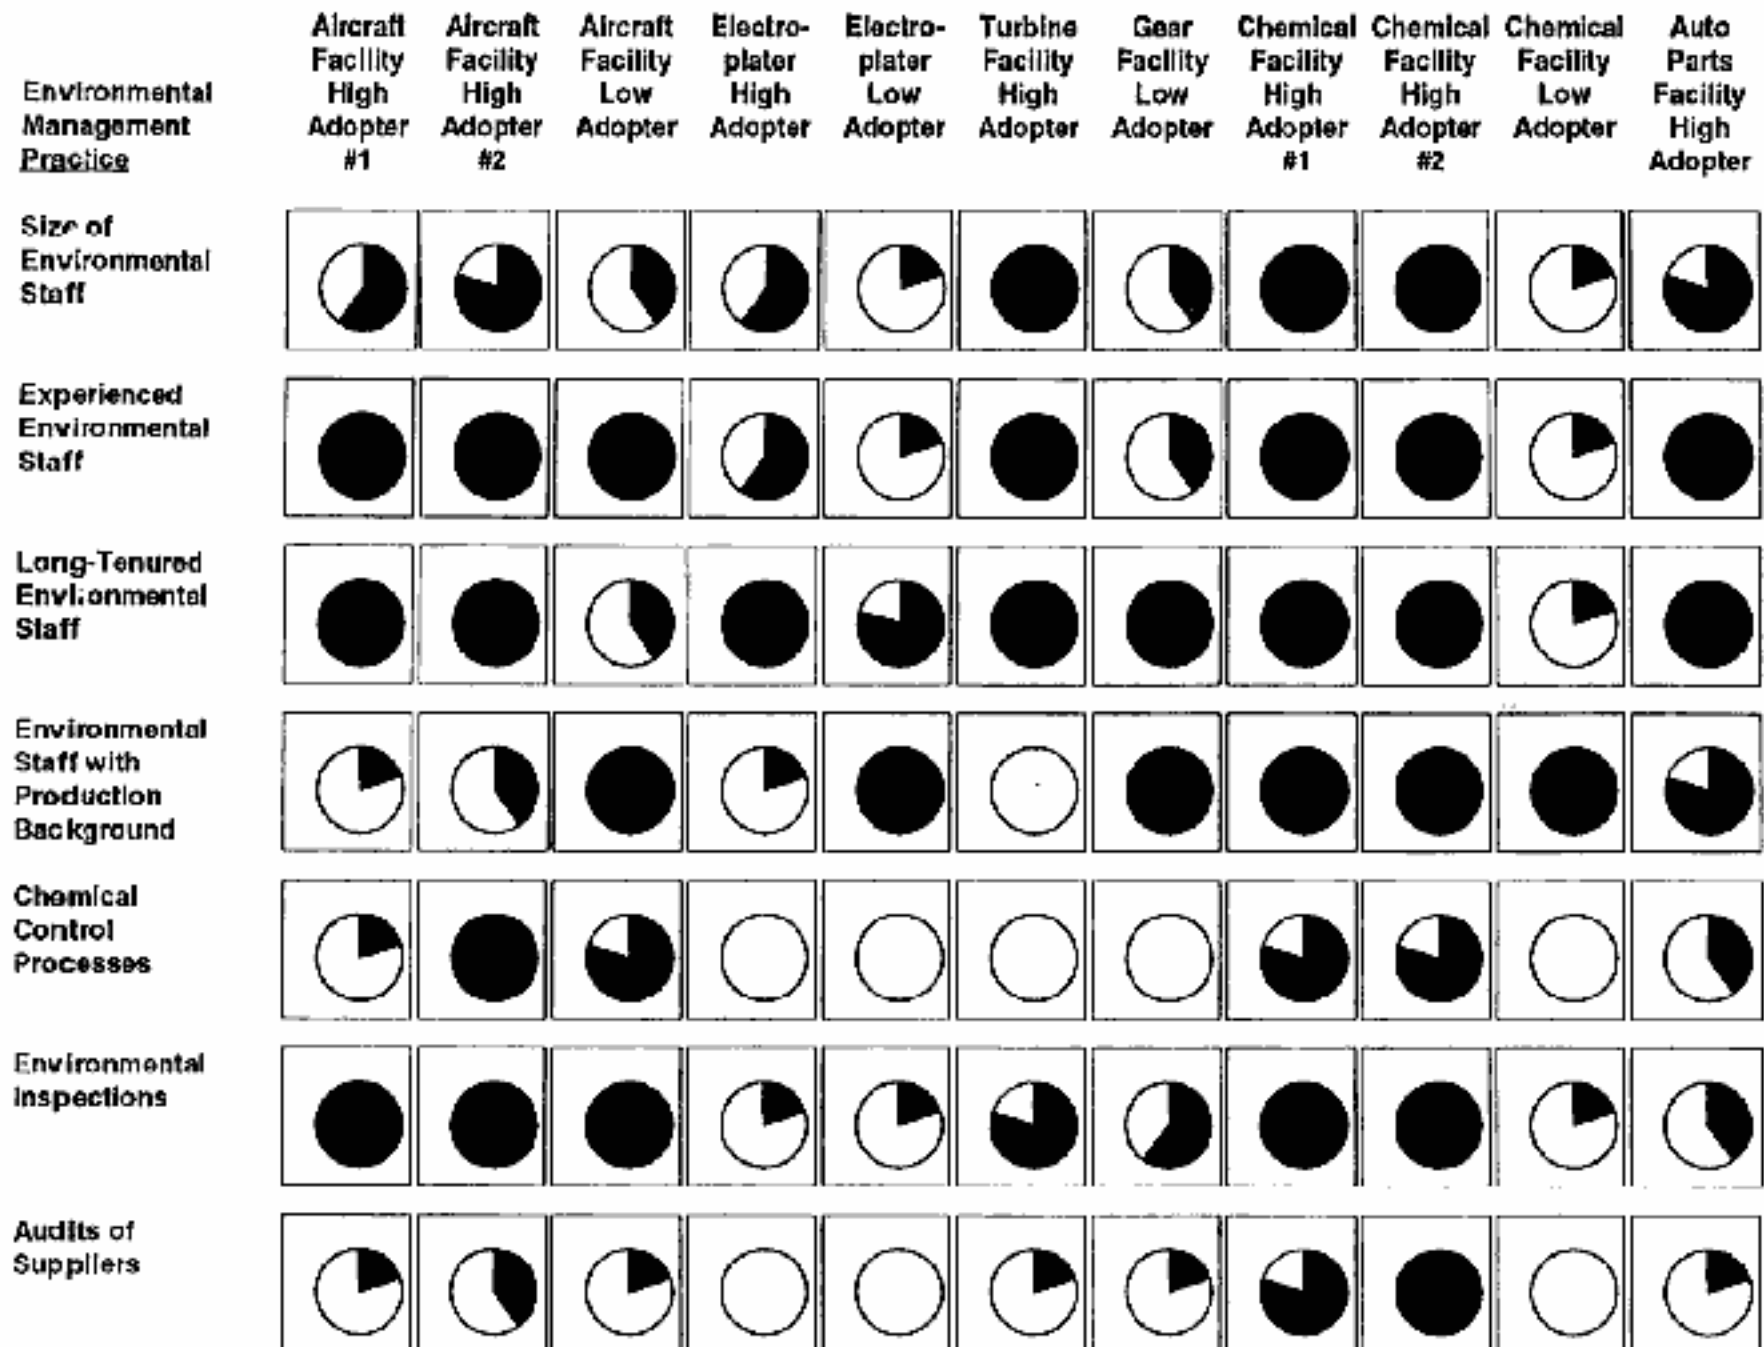 Aircraft Aircraft Aircraft Electro- Electro- Turbine Gear Chemical Chemical Chemical Auto
Facility Facility Facility plater plater Facility Facility Facility Facility Facility Parts
Environmental High High Low High Low High Low High High Low Facility
Management Adopter Adopter Adopter Adopter Adopter Adopter Adopter Adopter Adopter Adopter High
Practice #1 #2 #1 #2 Adopter
Size of
Environmental
Staff
Experienced
Environmental
Staff
Long-Tenured
Environmental
Staff
Environmental
Staff with
Production
Background
Chemical
Control
Processes
Environmental
Inspections
Audits of
Suppliers